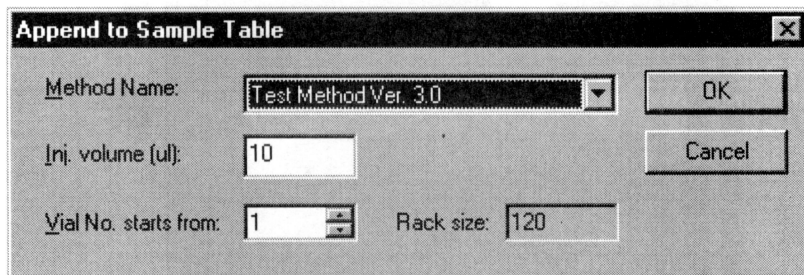 Append to Sample Table
Method Name: Test Method Ver. 3.0 OK
Inj. volume (ul): 10 Cancel
Vial No. starts from: 1 Rack size: 120